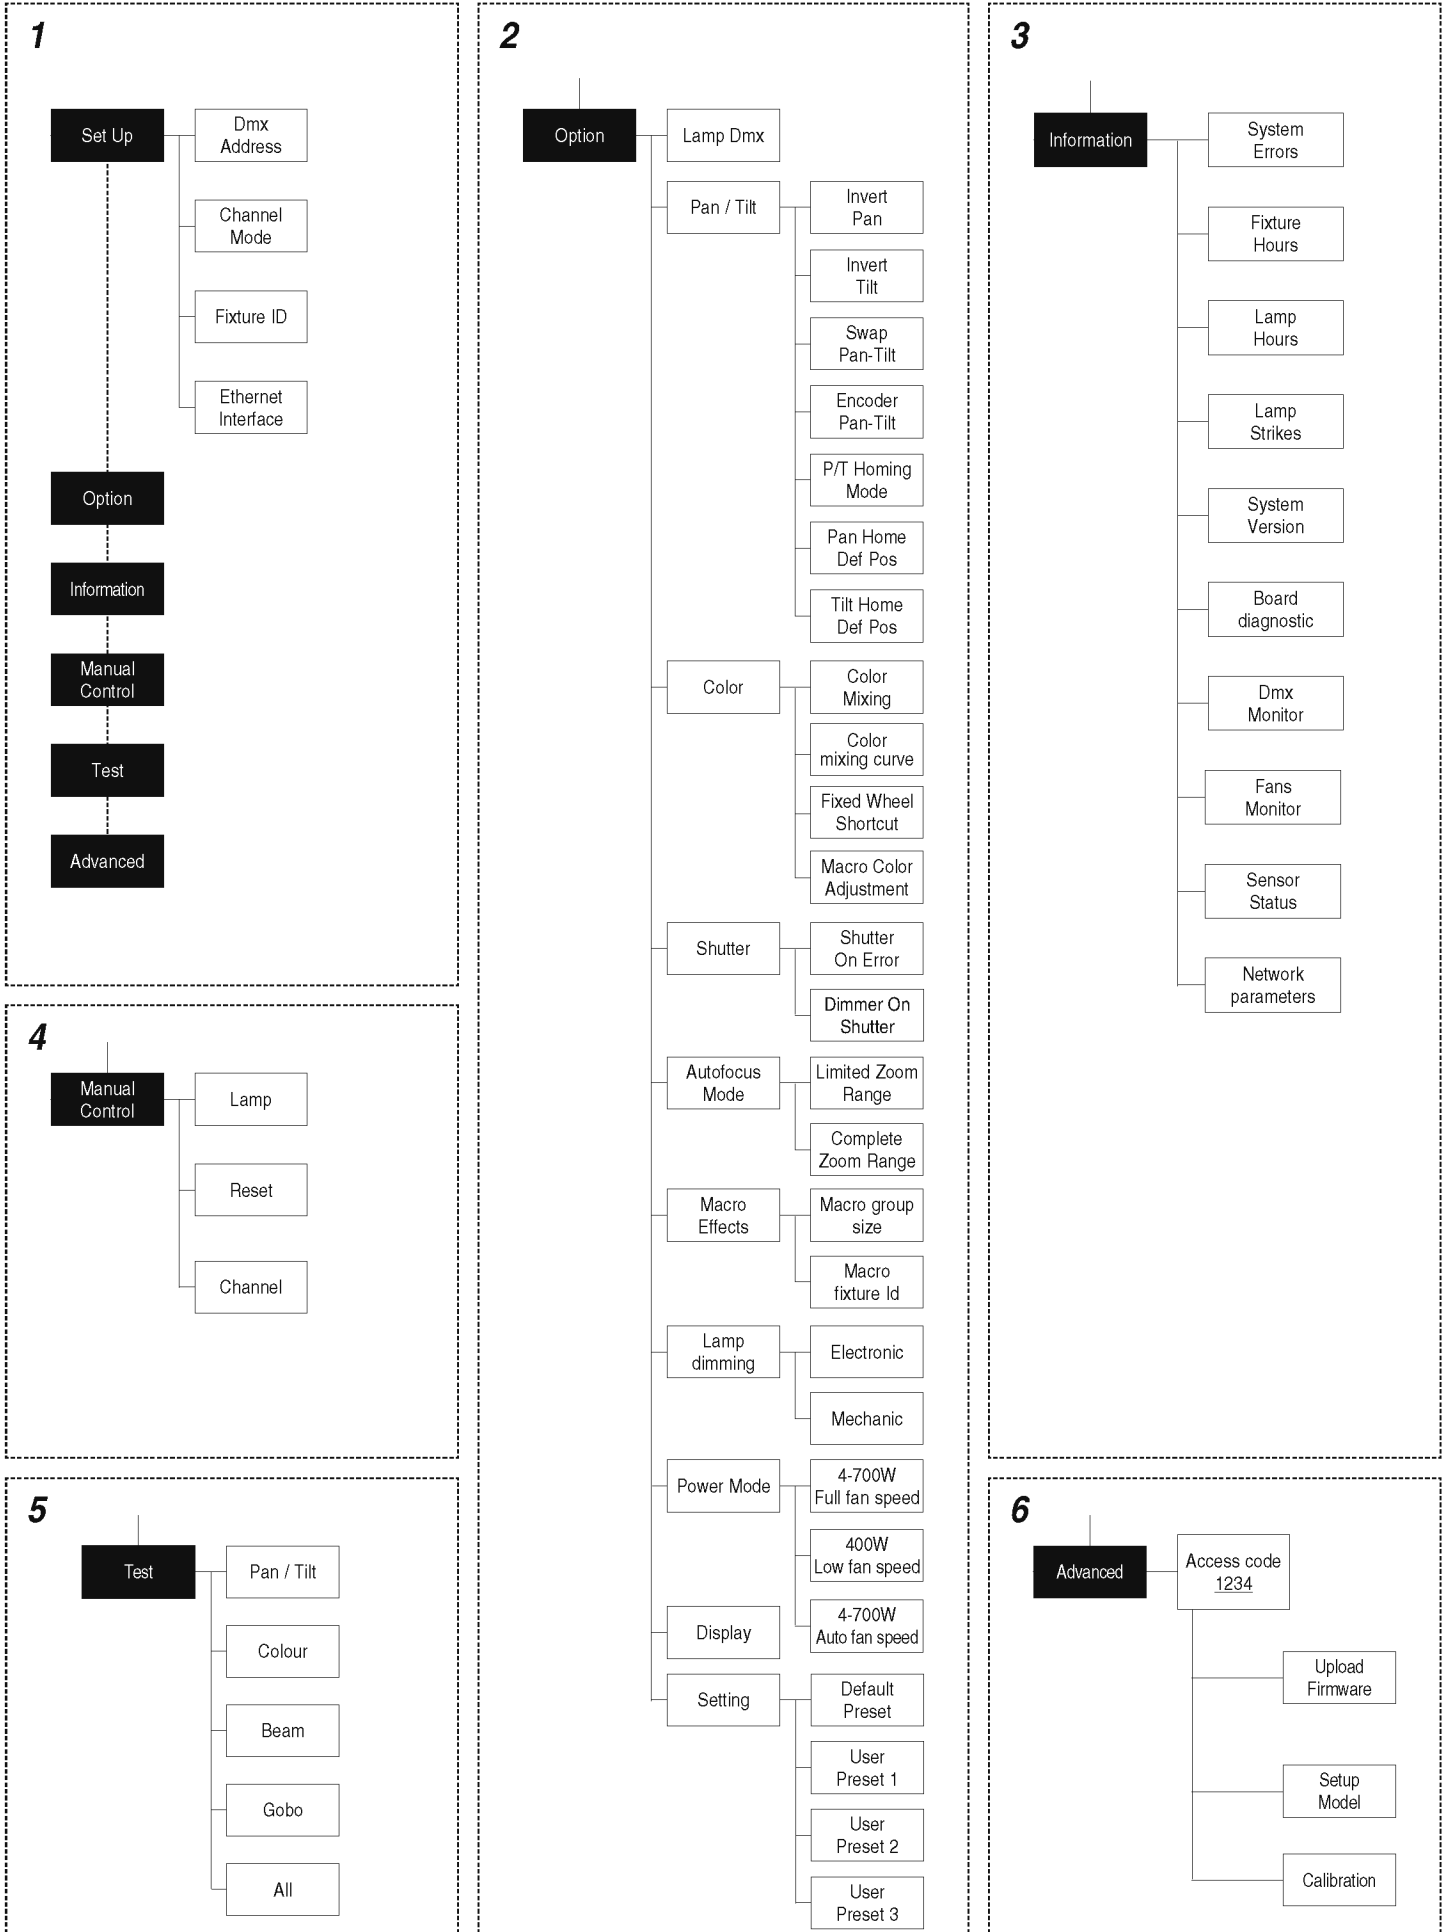 1
Set Up
Dmx
Address
Channel
Mode
Fixture ID
Ethernet
Interface
Option
Information
Manual
Control
Test
Advanced
2
Option
Lamp Dmx
Pan / Tilt
Invert
Pan
Invert
Tilt
Swap
Pan-Tilt
Encoder
Pan-Tilt
P/T Homing
Mode
Pan Home
Def Pos
Tilt Home
Def Pos
Color
Color
Mixing
Color
mixing curve
Fixed Wheel
Shortcut
Macro Color
Adjustment
Shutter
Shutter
On Error
Dimmer On
Shutter
Autofocus
Mode
Limited Zoom
Range
Complete
Zoom Range
Macro
Effects
Macro group
size
Macro
fixture Id
Lamp
dimming
Electronic
Mechanic
Power Mode
4-700W
Full fan speed
400W
Low fan speed
4-700W
Auto fan speed
Display
Setting
Default
Preset
User
Preset 1
User
Preset 2
User
Preset 3
3
Information
System
Errors
Fixture
Hours
Lamp
Hours
Lamp
Strikes
System
Version
Board
diagnostic
Dmx
Monitor
Fans
Monitor
Sensor
Status
Network
parameters
4
Manual
Control
Lamp
Reset
Channel
5
Test
Pan / Tilt
Colour
Beam
Gobo
All
6
Advanced
Access code
1234
Upload
Firmware
Setup
Model
Calibration